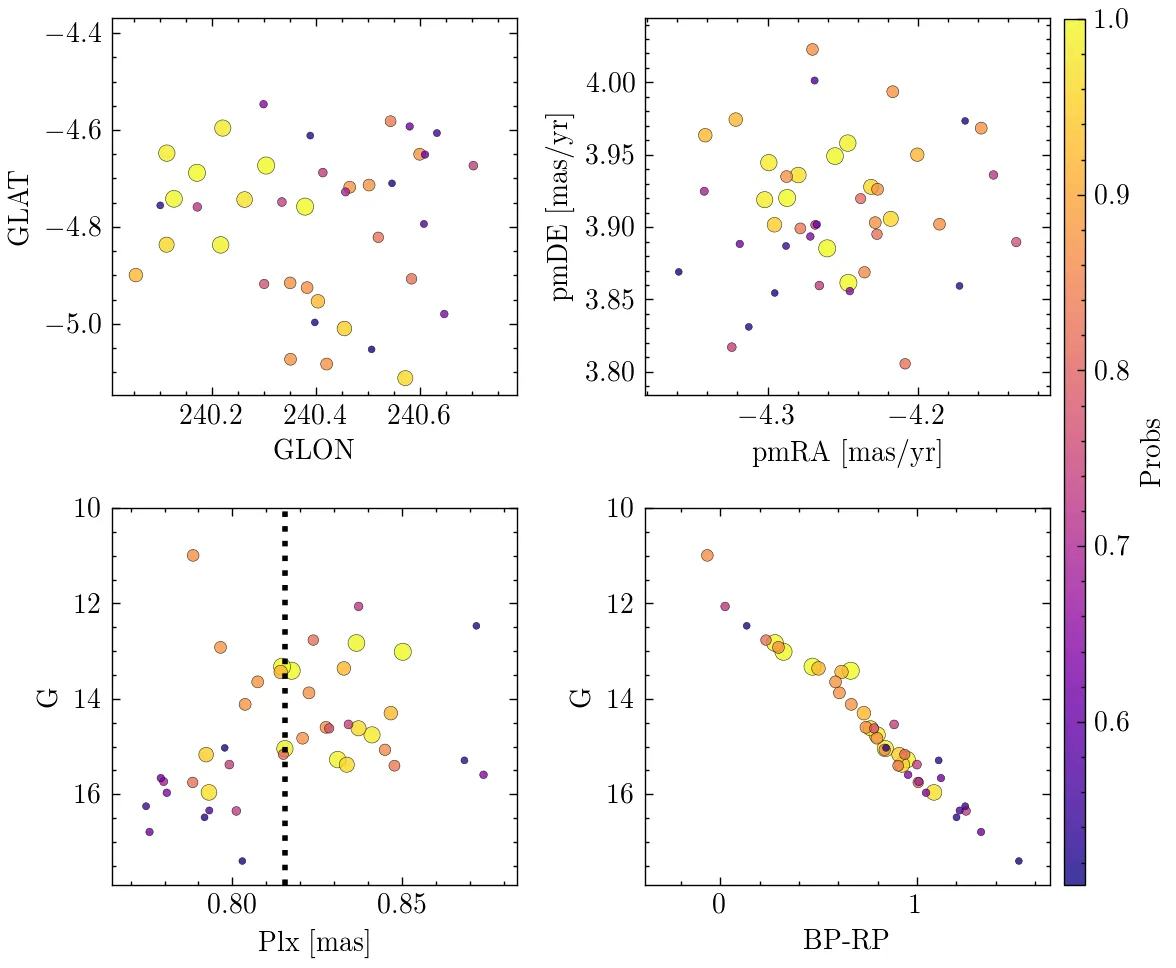 −4.4
−4.6
−4.8
−5.0
GLAT
240.2 240.4 240.6
GLON
4.00
3.95
3.90
3.85
3.80
pmDE [mas/yr]
−4.3 −4.2
pmRA [mas/yr]
1.0
0.9
0.8
0.7
0.6
Probs
10
12
14
16
G
0.80 0.85
Plx [mas]
10
12
14
16
G
0 1
BP-RP